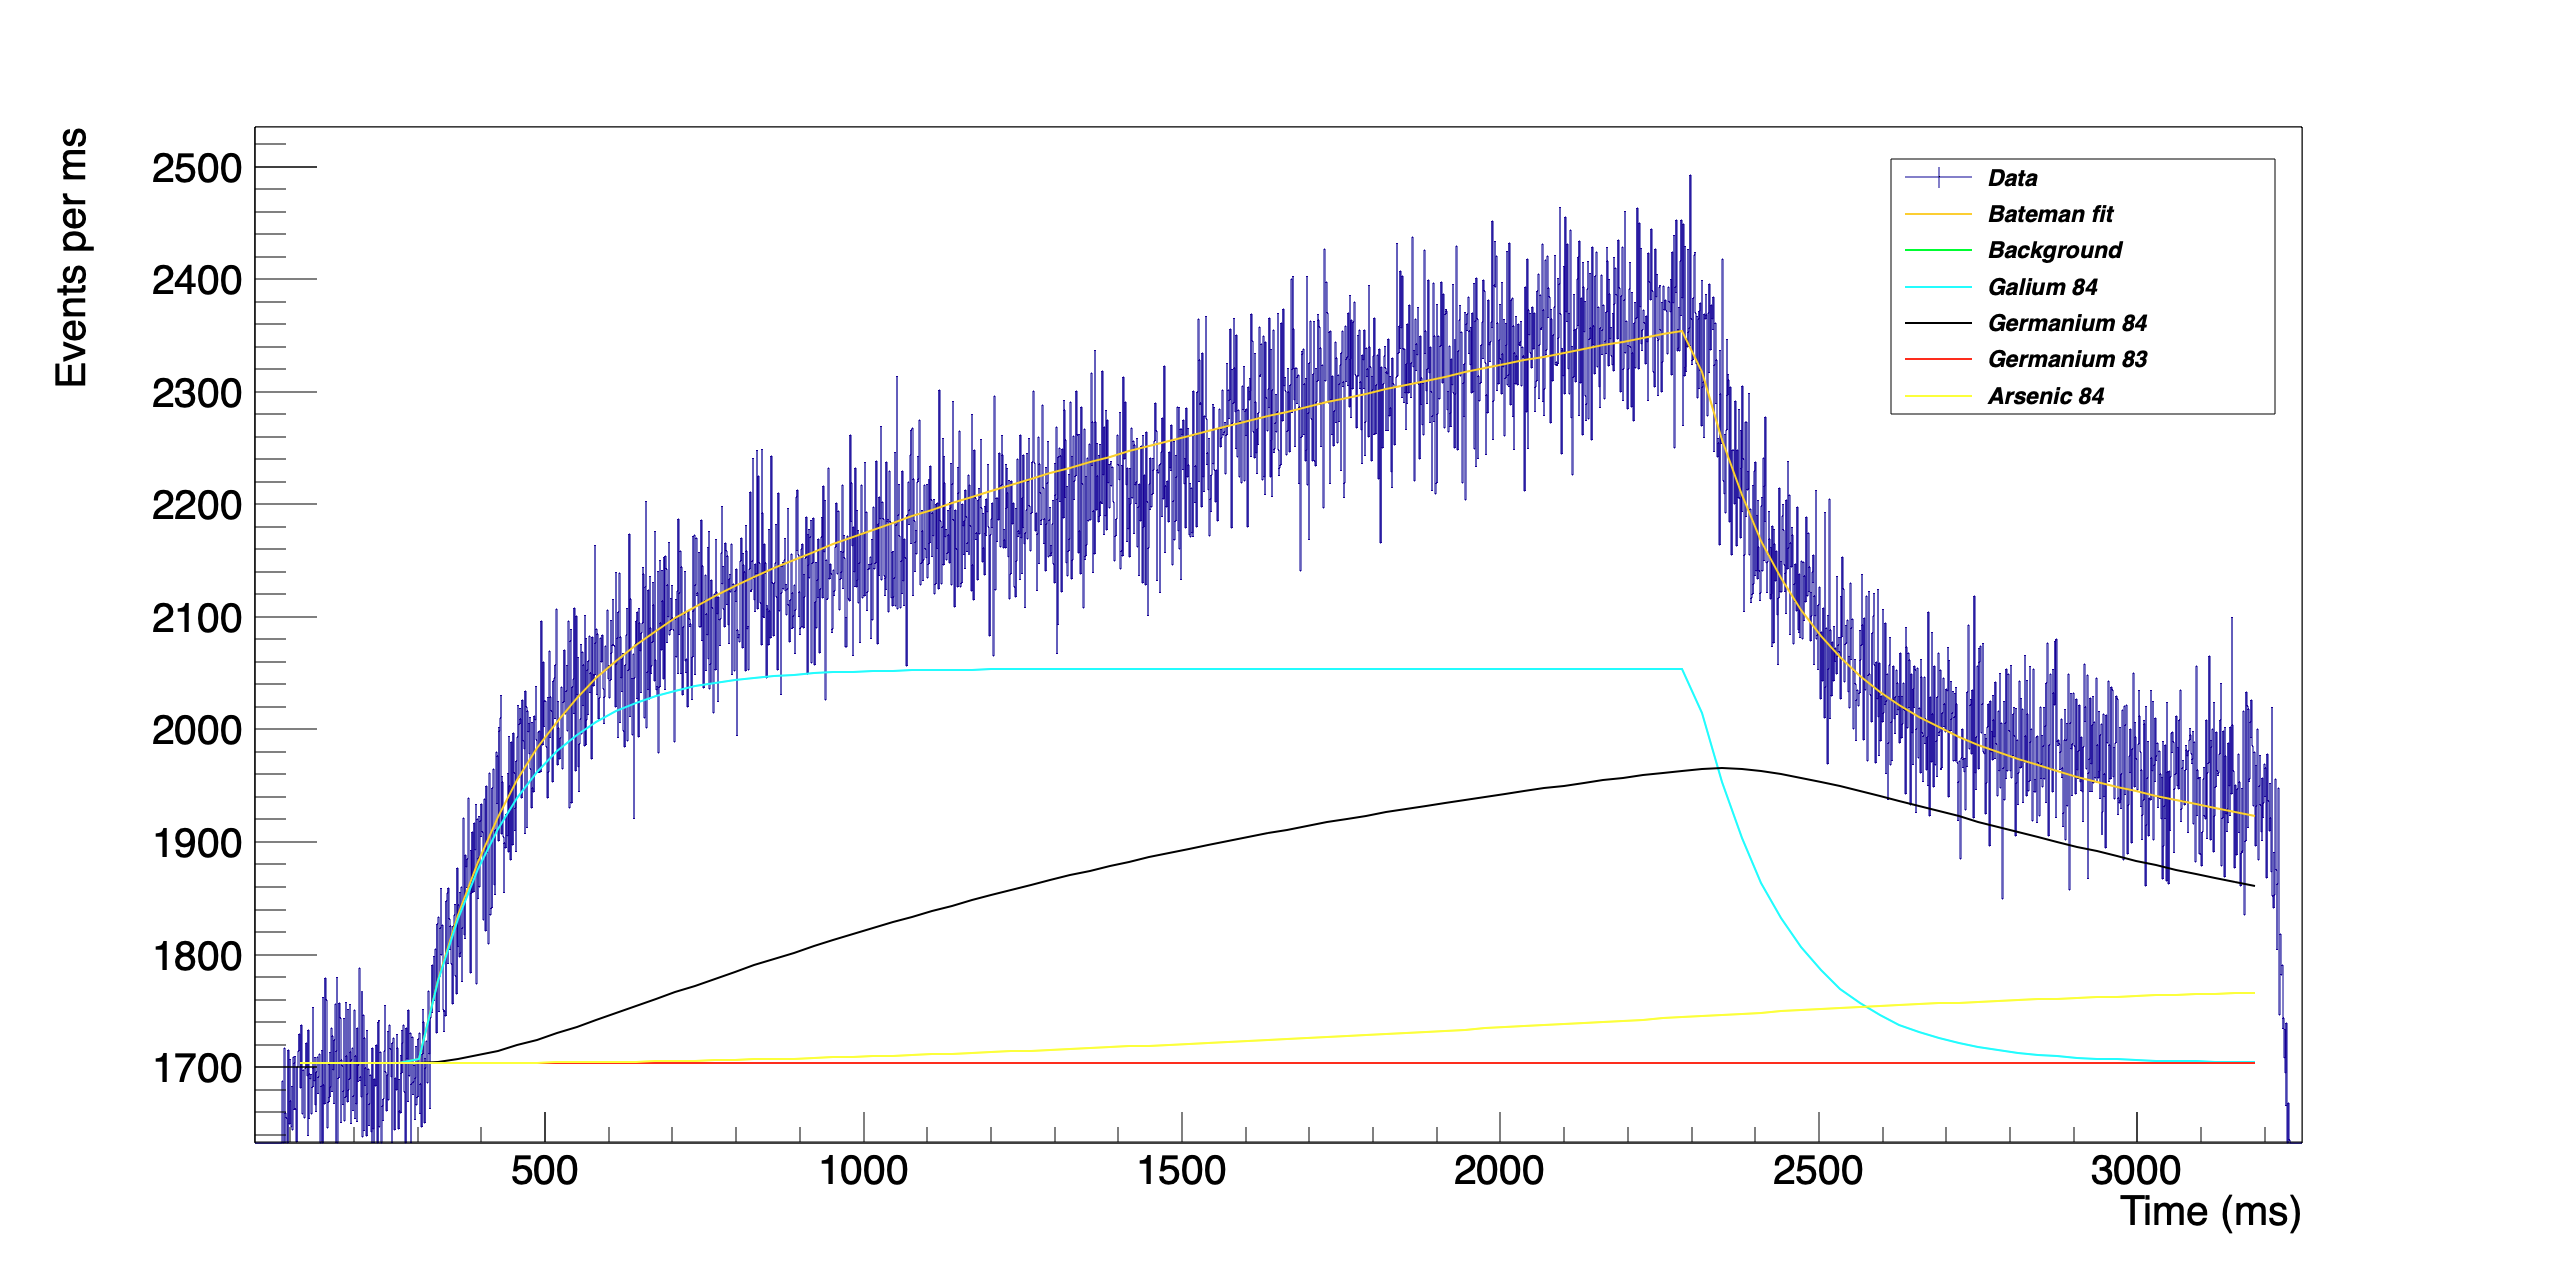 Events per ms
2500
2400
2300
2200
2100
2000
1900
1800
1700
Data
Bateman fit
Background
Galium 84
Germanium 84
Germanium 83
Arsenic 84
500 1000 1500 2000 2500 3000
Time (ms)